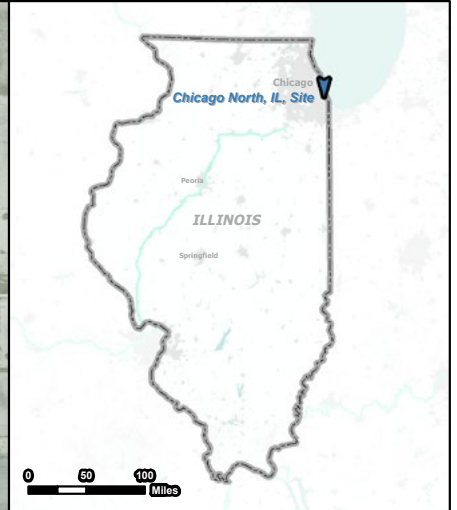 Chicago
Chicago North, IL, Site
Peoria
ILLINOIS
Springfield
0 50 100
Miles